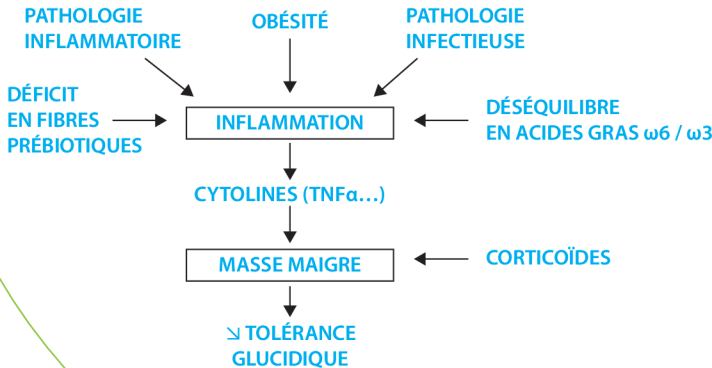 PATHOLOGIE
INFLAMMATOIRE
OBÉSITÉ
PATHOLOGIE
INFECTIEUSE
DÉFICIT
EN FIBRES
PRÉBIOTIQUES
INFLAMMATION
DÉSÉQUILIBRE
EN ACIDES GRAS ω6 / ω3
CYTOLINES (TNFα…)
MASSE MAIGRE
CORTICOÏDES
↘ TOLÉRANCE
GLUCIDIQUE